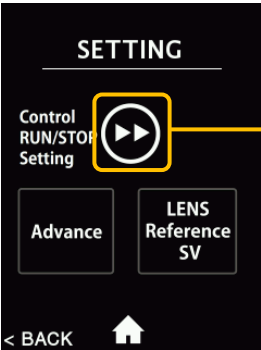 SETTING
Control
RUN/STOP
Setting
Advance
LENS
Reference
SV
< BACK